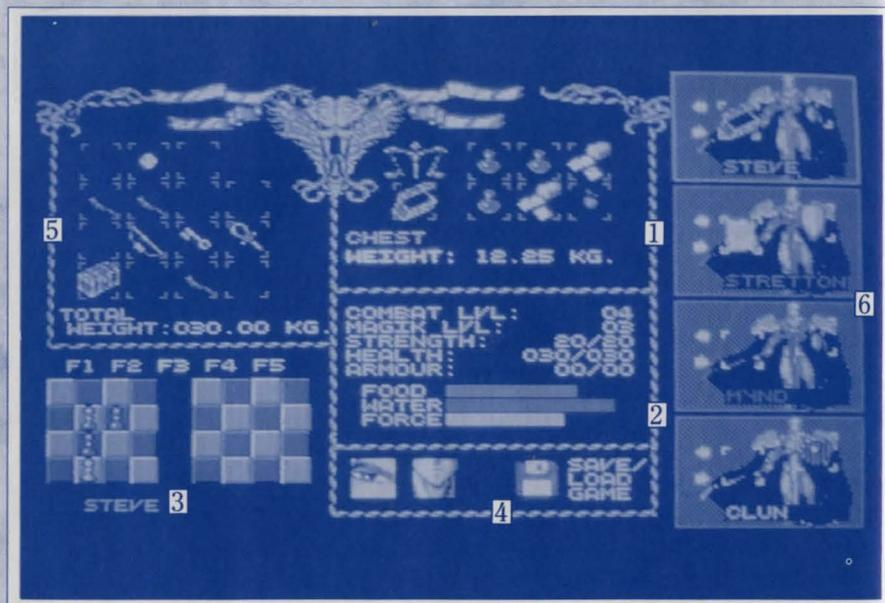 STEVE
5
1
CHEST
WEIGHT: 12.25 KG.
STRETTON
6
TOTAL
WEIGHT:030.00 KG.
COMBAT LVL: 04
MAGIK LVL: 03
STRENGTH: 20/20
HEALTH: 030/030
ARMOUR: 00/00
F1 F2 F3 F4 F5
FOOD
WATER
FORCE
2
MYND
SAVE/
LOAD
GAME
STEVE 3
4
CLUN